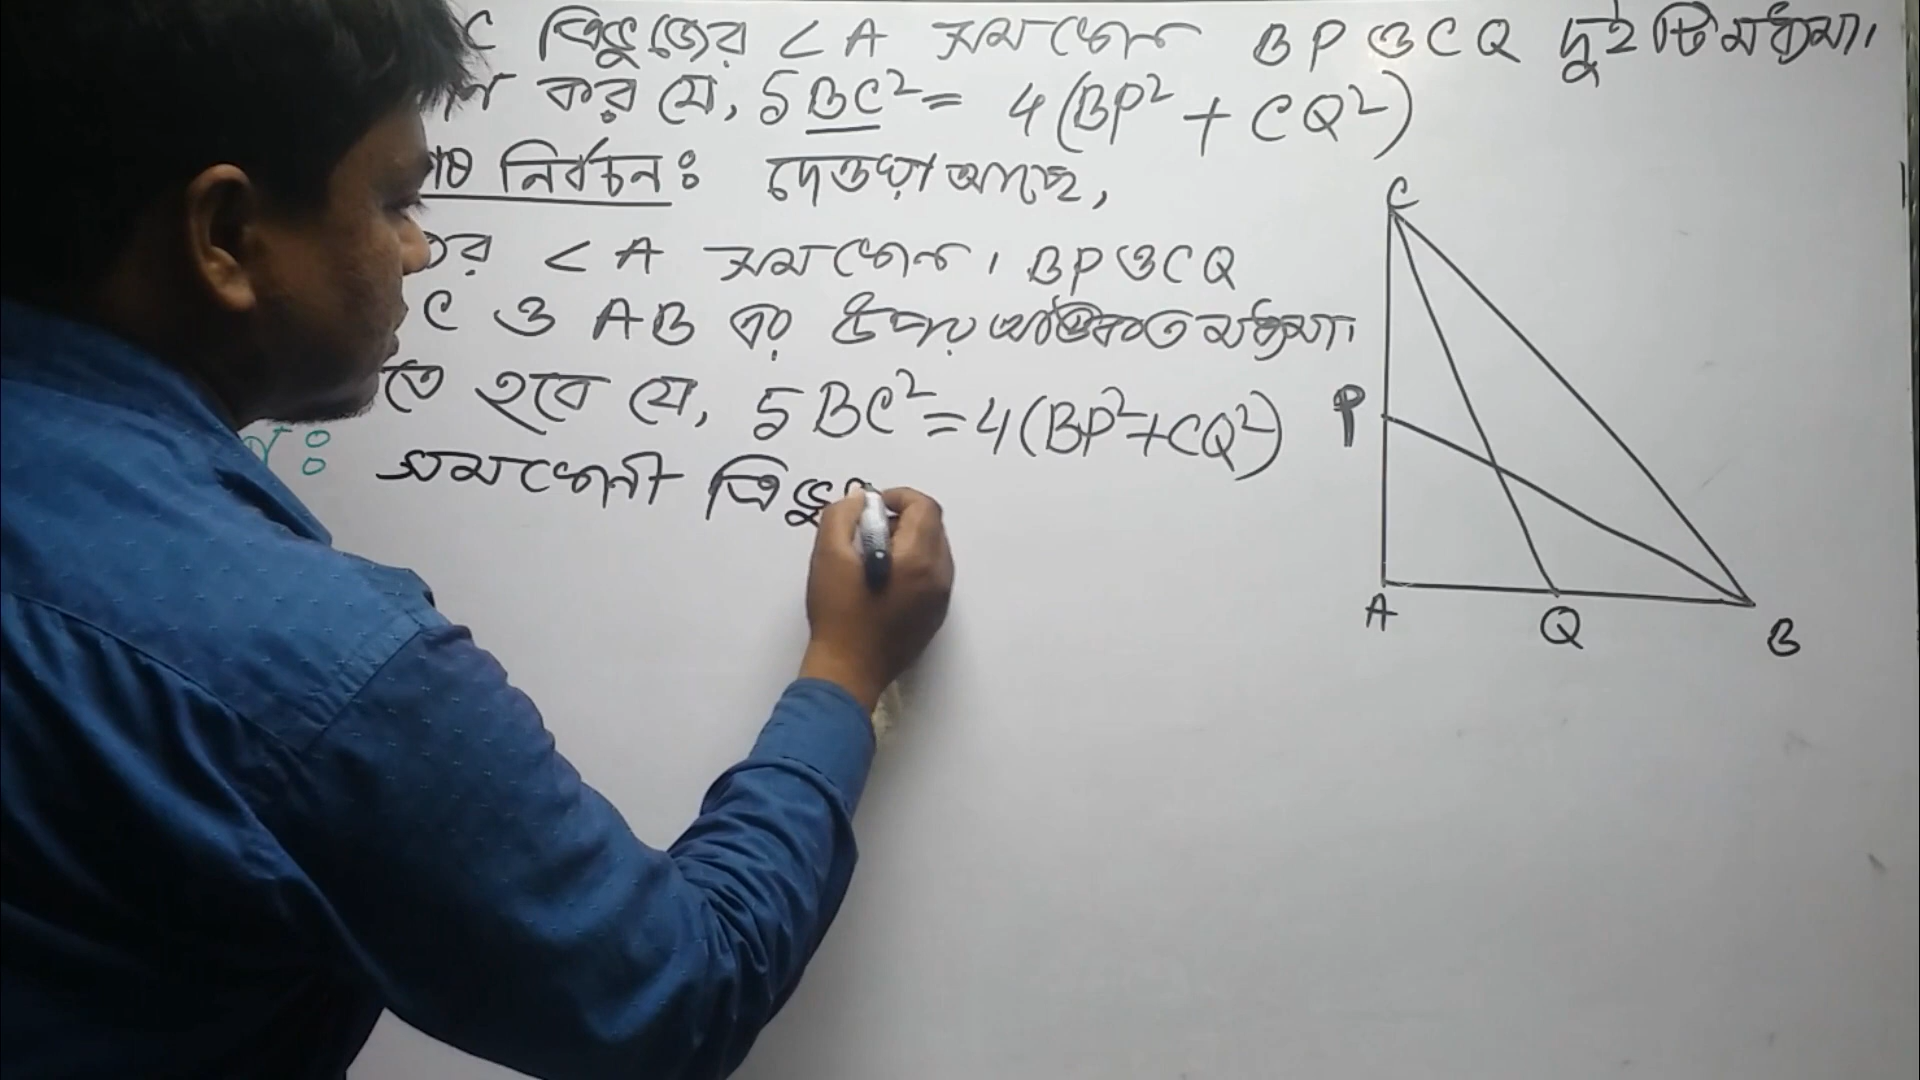 C ত্রিভুজের ∠A সমকোণ BP ও CQ দুইটি মধ্যমা।
কর যে, 5BC² = 4(BP² + CQ²)
নির্বচন: দেওয়া আছে,
∠A সমকোণ। BP ও CQ
C ও AB এর উপর অঙ্কিত মধ্যমা।
হবে যে, 5BC² = 4(BP² + CQ²)
সমকোণী
C
P
A
Q
B